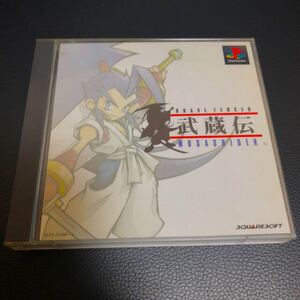 PlayStation
BRAVE FENCER
武蔵伝
MUSASHIDEN
SQUARESOFT